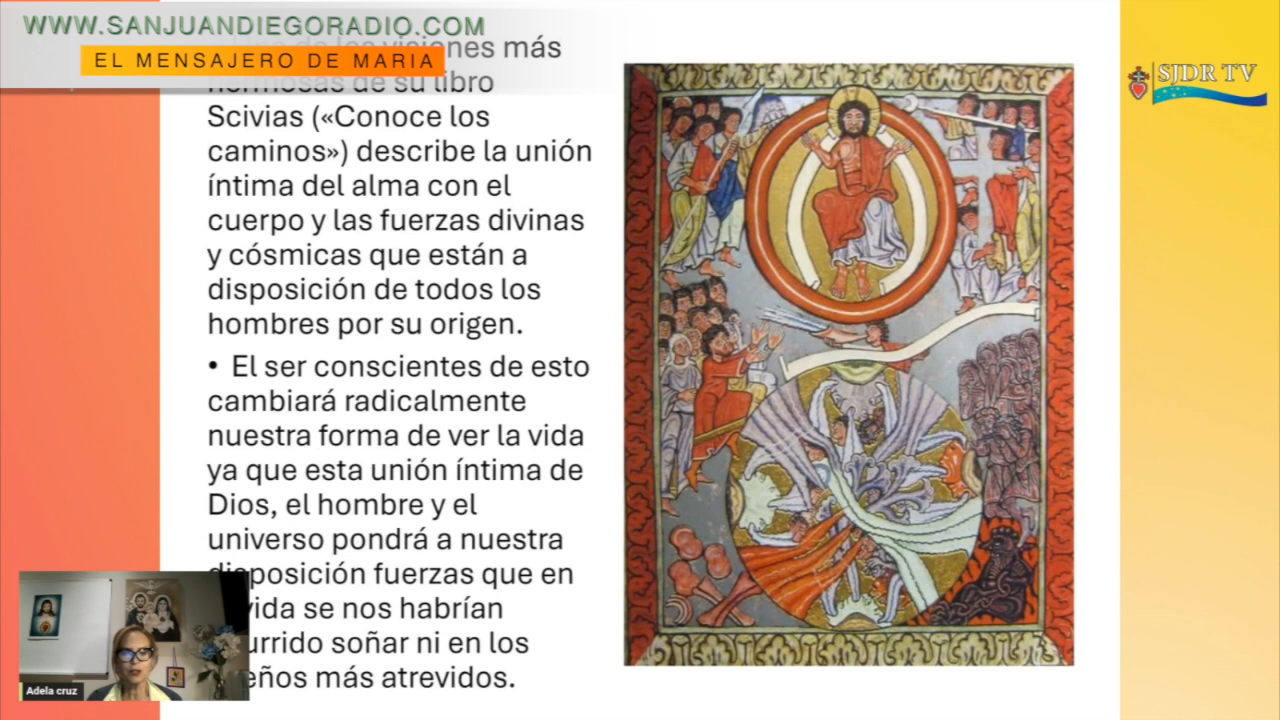 WWW.SANJUANDIEGORADIO.COM
EL MENSAJERO DE MARIA
SJDR TV
de las visiones más
hermosas de su libro
Scivias («Conoce los
caminos») describe la unión
íntima del alma con el
cuerpo y las fuerzas divinas
y cósmicas que están a
disposición de todos los
hombres por su origen.
• El ser conscientes de esto
cambiará radicalmente
nuestra forma de ver la vida
ya que esta unión íntima de
Dios, el hombre y el
universo pondrá a nuestra
disposición fuerzas que en
vida se nos habrían
urrido soñar ni en los
eños más atrevidos.
Adela cruz